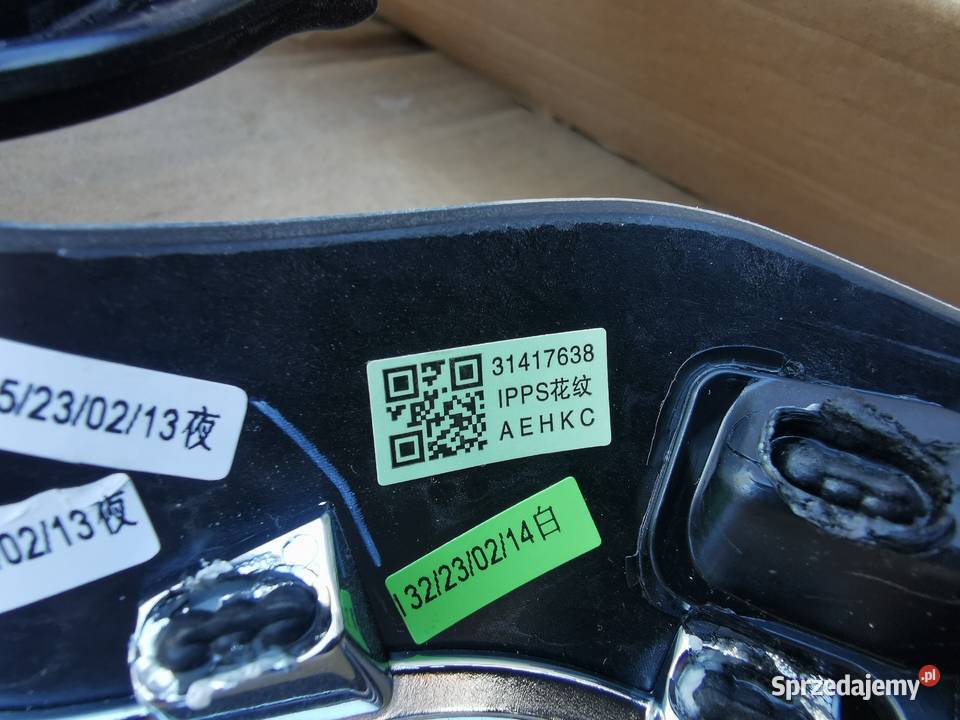 31417638
IPPS花纹
AEHKC
5/23/02/13夜
02/13夜
132/23/02/14白
Sprzedajemy.pl